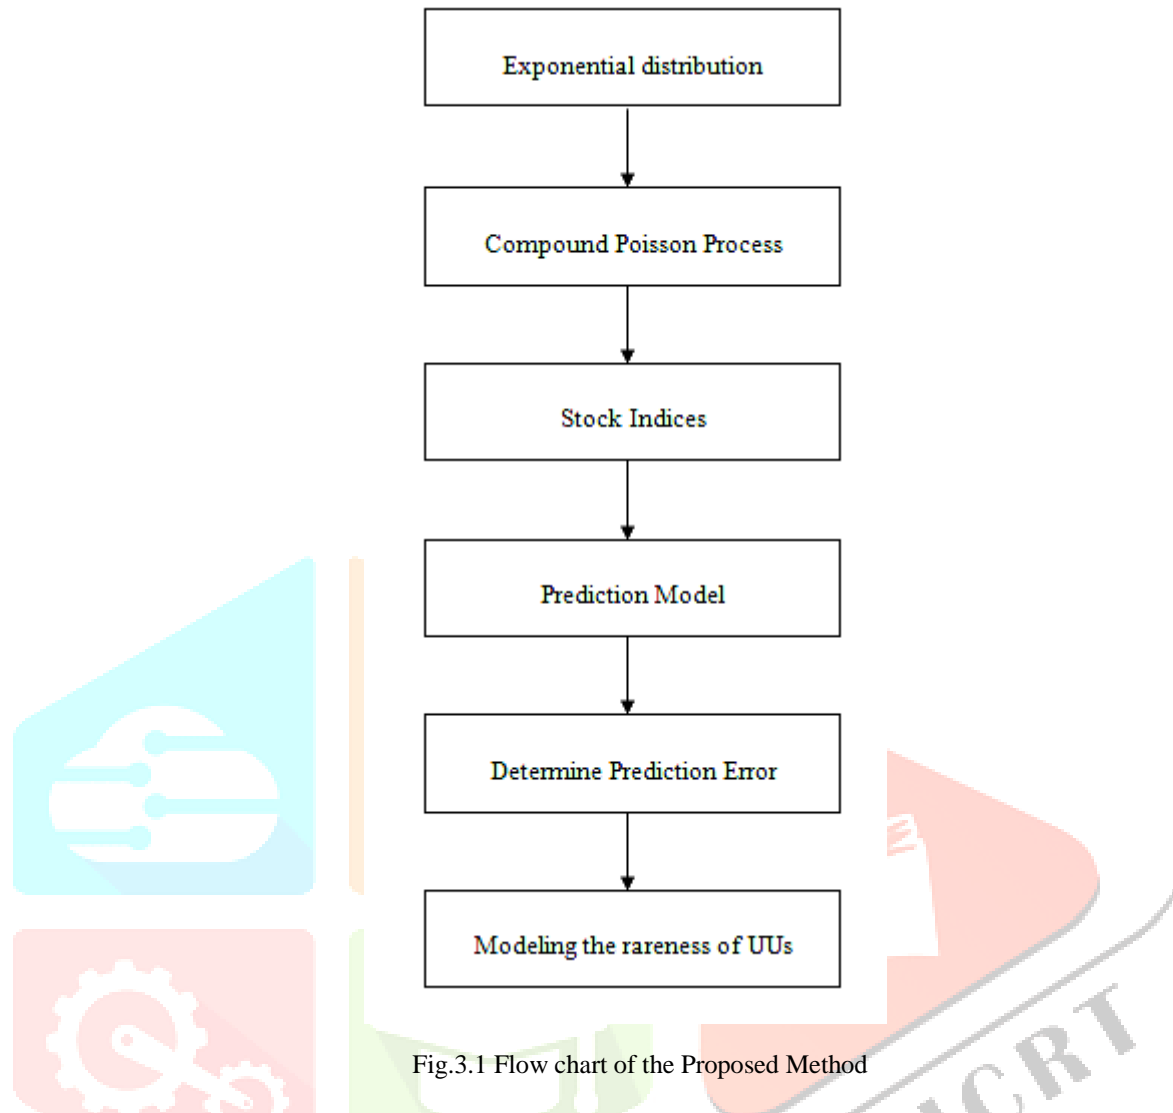 Exponential distribution
Compound Poisson Process
Stock Indices
Prediction Model
Determine Prediction Error
Modeling the rareness of UUs
Fig.3.1 Flow chart of the Proposed Method